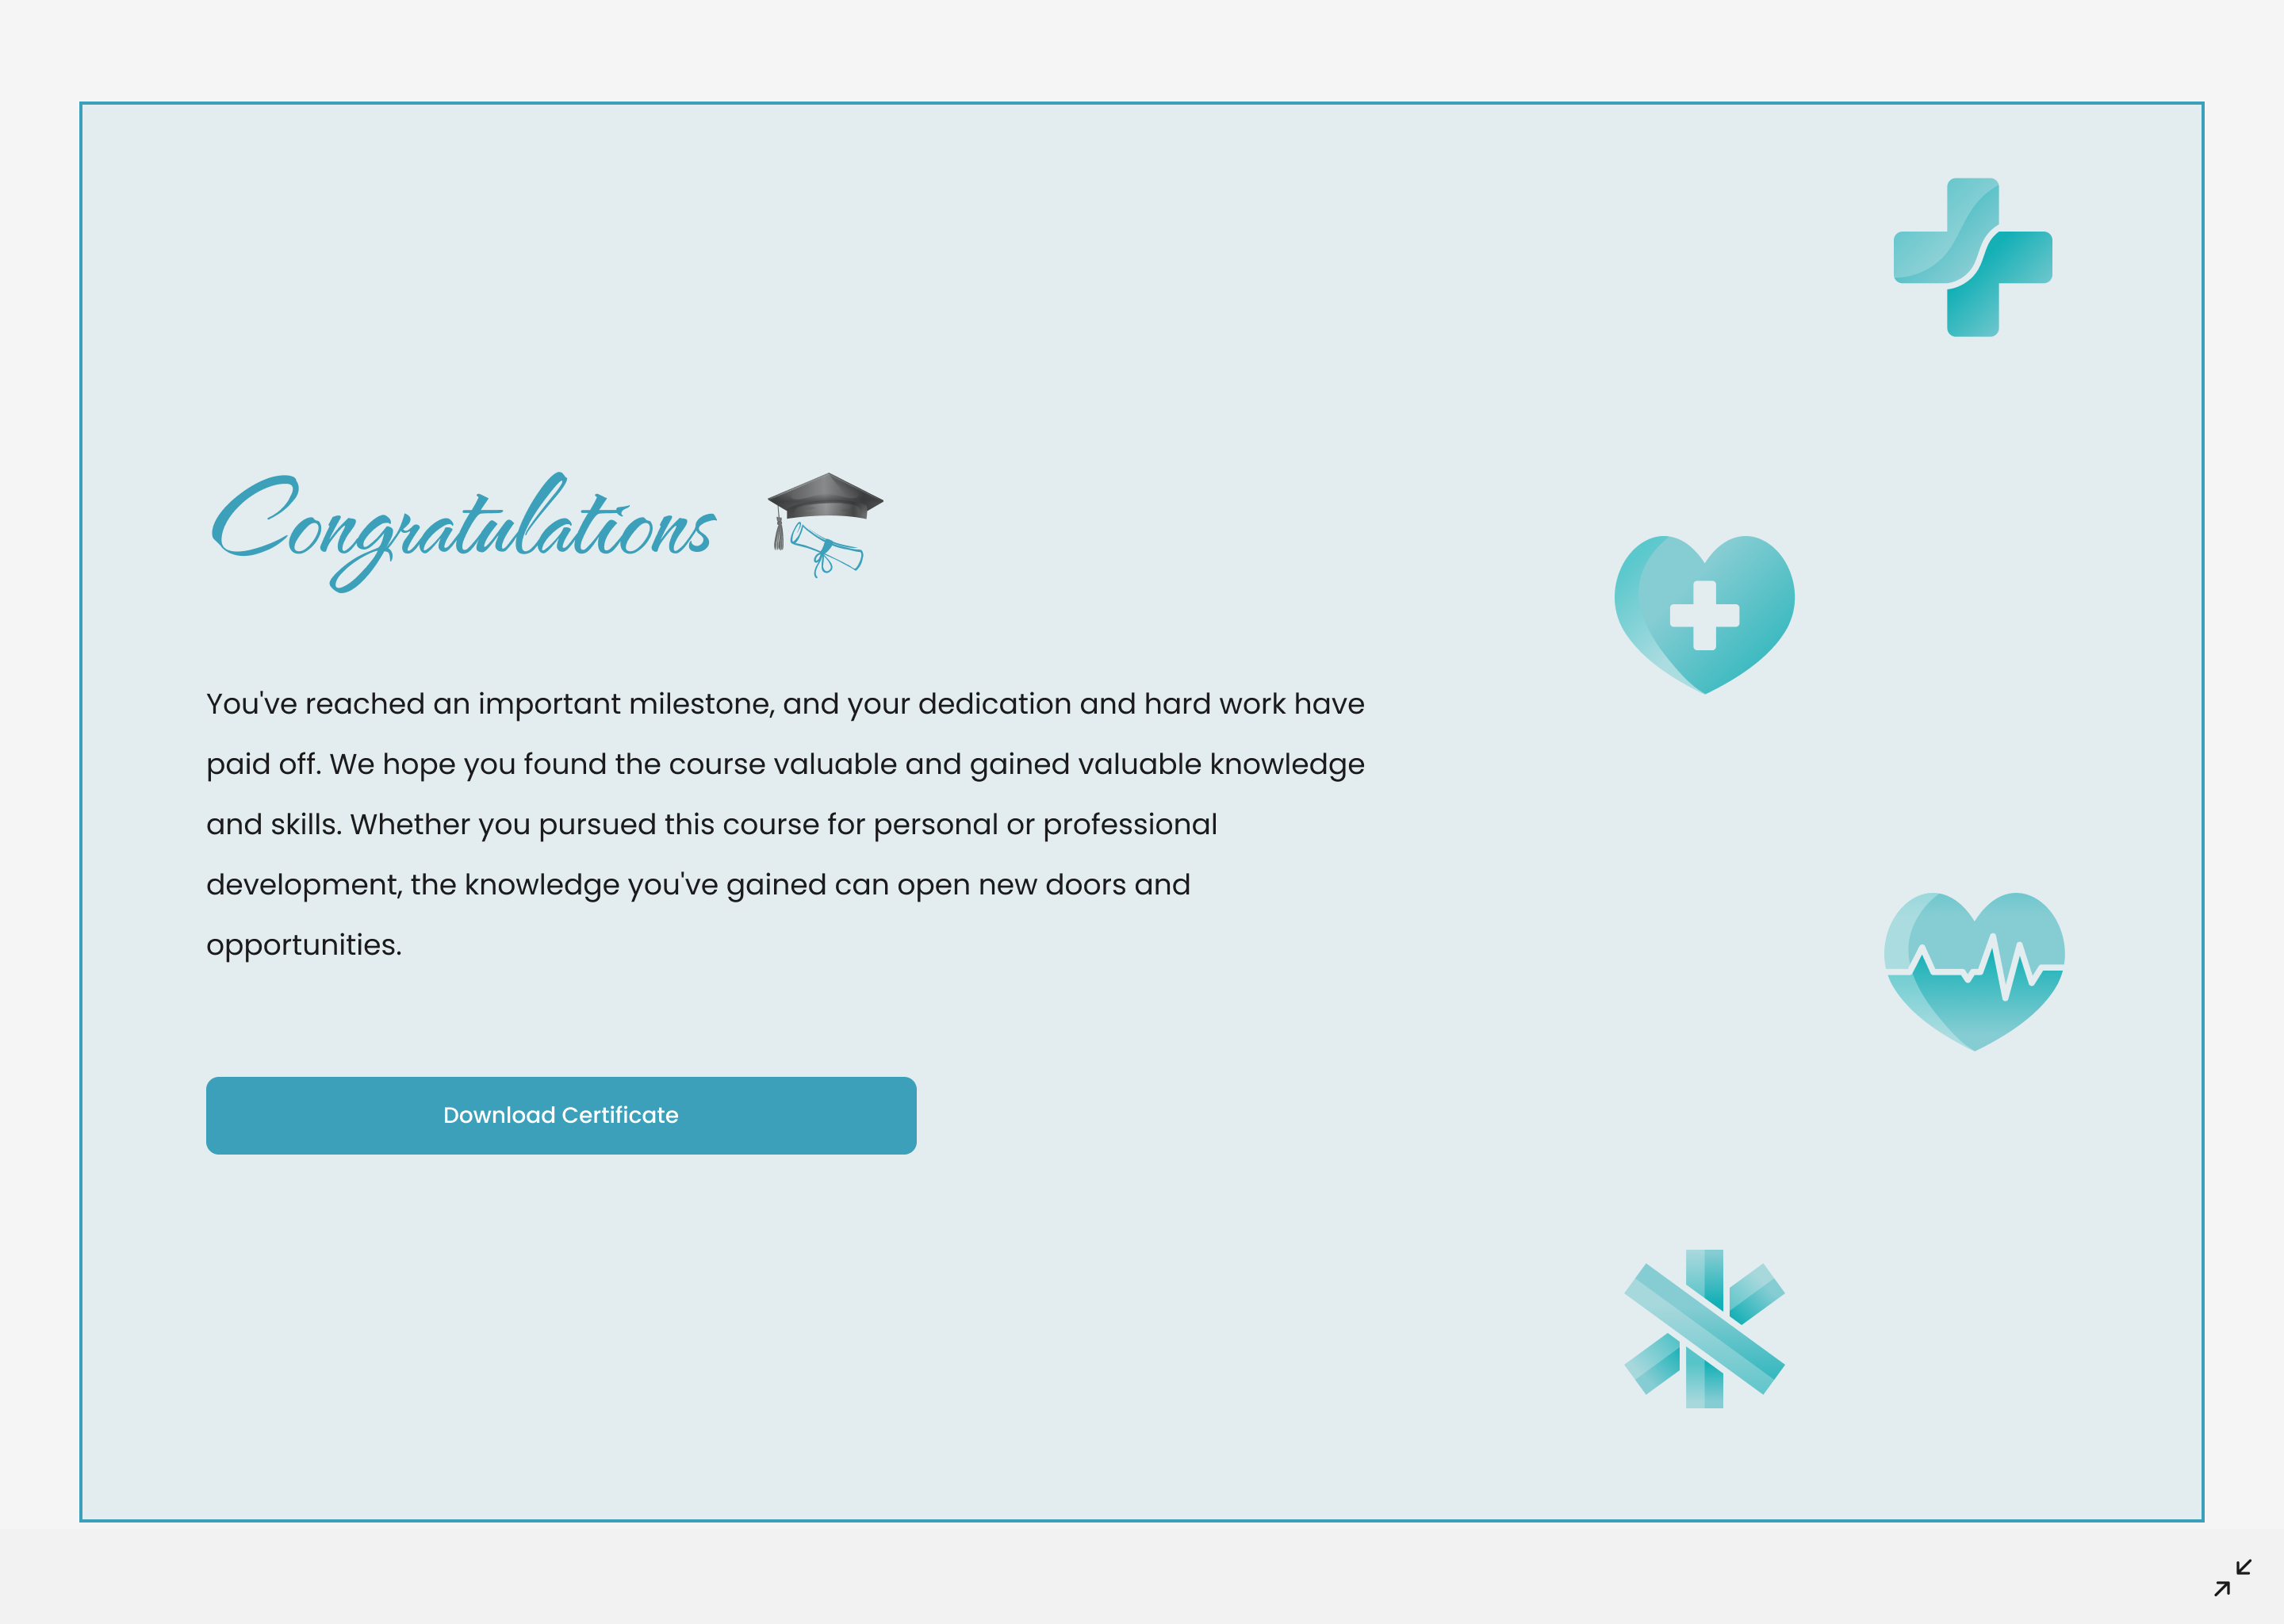 Congratulations
You've reached an important milestone, and your dedication and hard work have
paid off. We hope you found the course valuable and gained valuable knowledge
and skills. Whether you pursued this course for personal or professional
development, the knowledge you've gained can open new doors and
opportunities.
Download Certificate